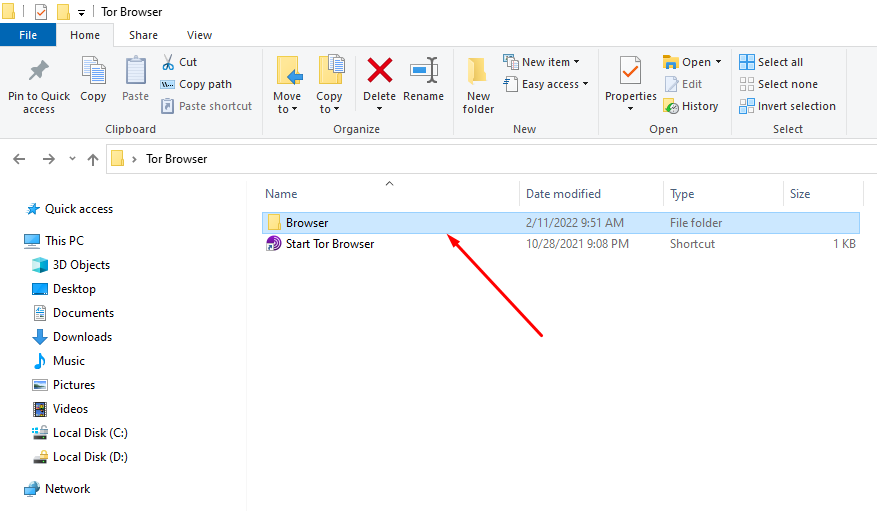 Tor Browser
File Home Share View
Pin to Quick access
Copy
Paste
Cut
Copy path
Paste shortcut
Clipboard
Move to
Copy to
Delete
Rename
Organize
New folder
New item
Easy access
New
Properties
Open
Edit
History
Open
Select all
Select none
Invert selection
Select
Tor Browser
Name Date modified Type Size
Browser 2/11/2022 9:51 AM File folder
Start Tor Browser 10/28/2021 9:08 PM Shortcut 1 KB
Quick access
This PC
3D Objects
Desktop
Documents
Downloads
Music
Pictures
Videos
Local Disk (C:)
Local Disk (D:)
Network